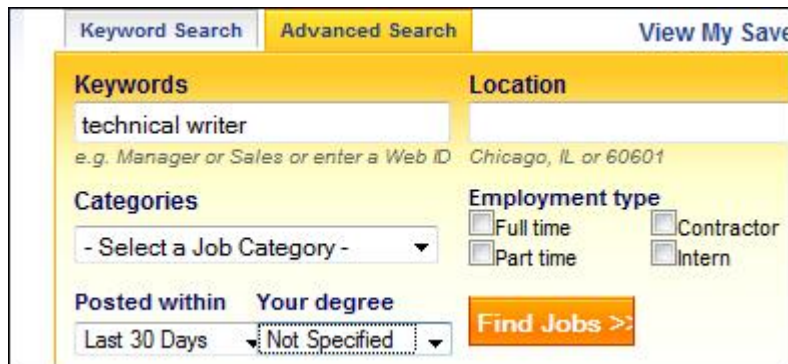 Keyword Search Advanced Search View My Save
Keywords Location
technical writer
e.g. Manager or Sales or enter a Web ID Chicago, IL or 60601
Categories Employment type
Full time Contractor
- Select a Job Category -
Part time Intern
Posted within Your degree
Find Jobs >>
Last 30 Days Not Specified